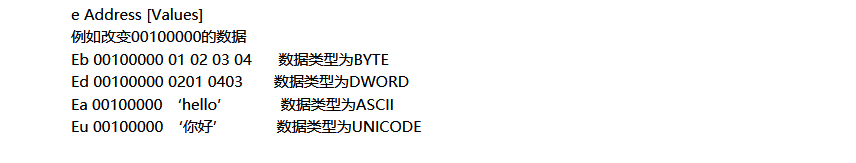 e Address [Values]
例如改变00100000的数据
Eb 00100000 01 02 03 04 数据类型为BYTE
Ed 00100000 0201 0403 数据类型为DWORD
Ea 00100000 ‘hello’ 数据类型为ASCII
Eu 00100000 ‘你好’ 数据类型为UNICODE